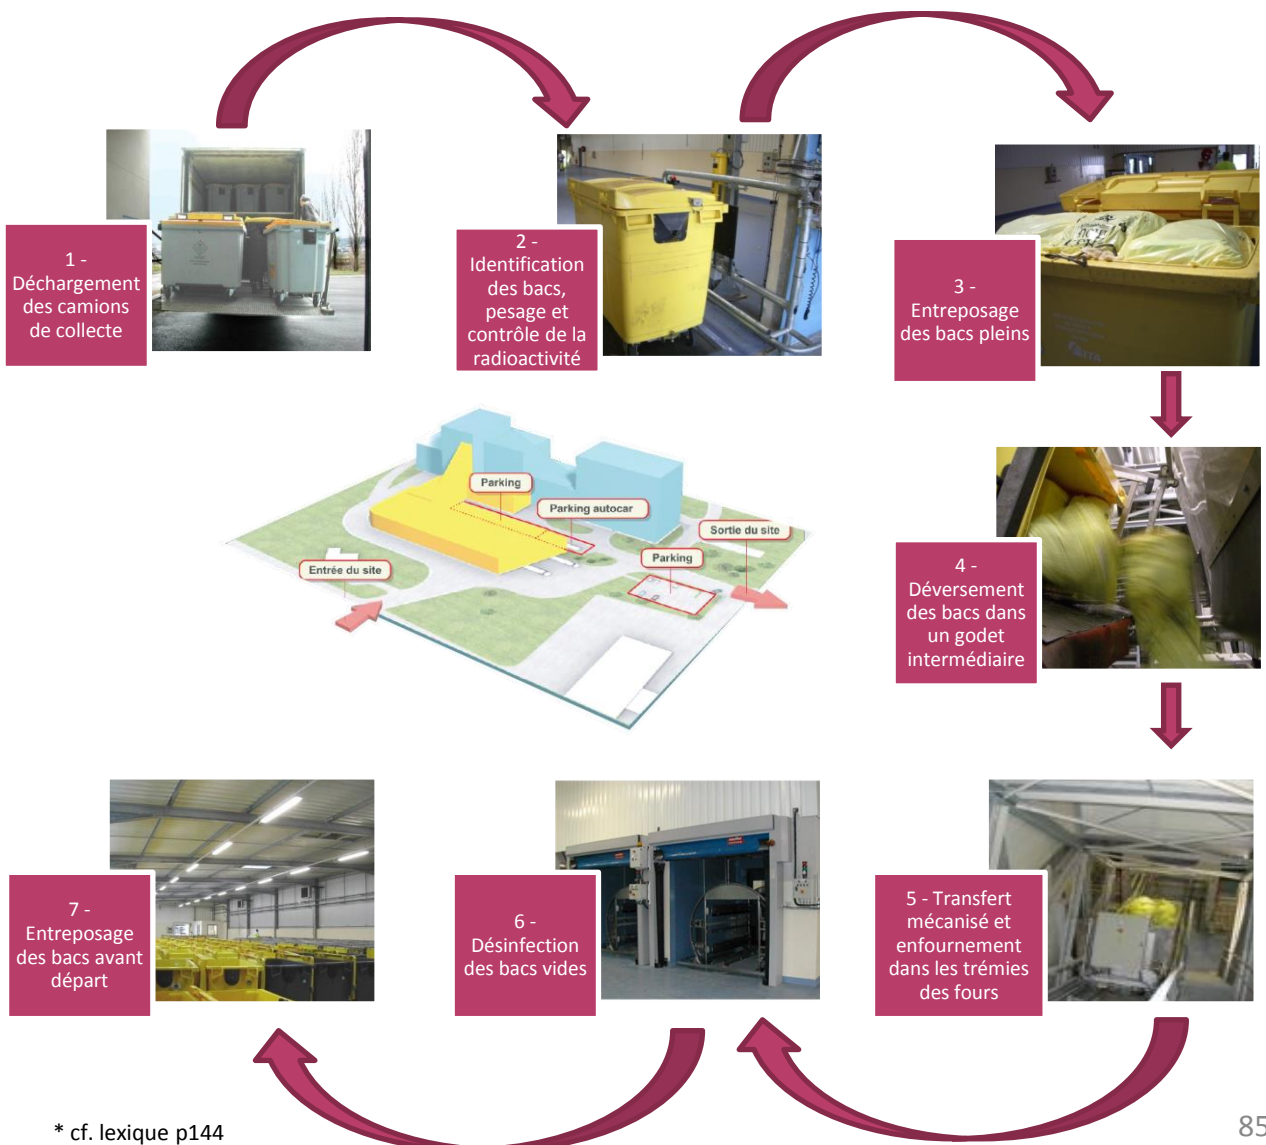 1 -
Déchargement
des camions
de collecte
2 -
Identification
des bacs,
pesage et
contrôle de la
radioactivité
3 -
Entreposage
des bacs pleins
Parking
Parking autocar
Sortie du site
Parking
Entrée du site
4 -
Déversement
des bacs dans
un godet
intermédiaire
5 - Transfert
mécanisé et
enfournement
dans les trémies
des fours
6 -
Désinfection
des bacs vides
7 -
Entreposage
des bacs avant
départ
* cf. lexique p144
85